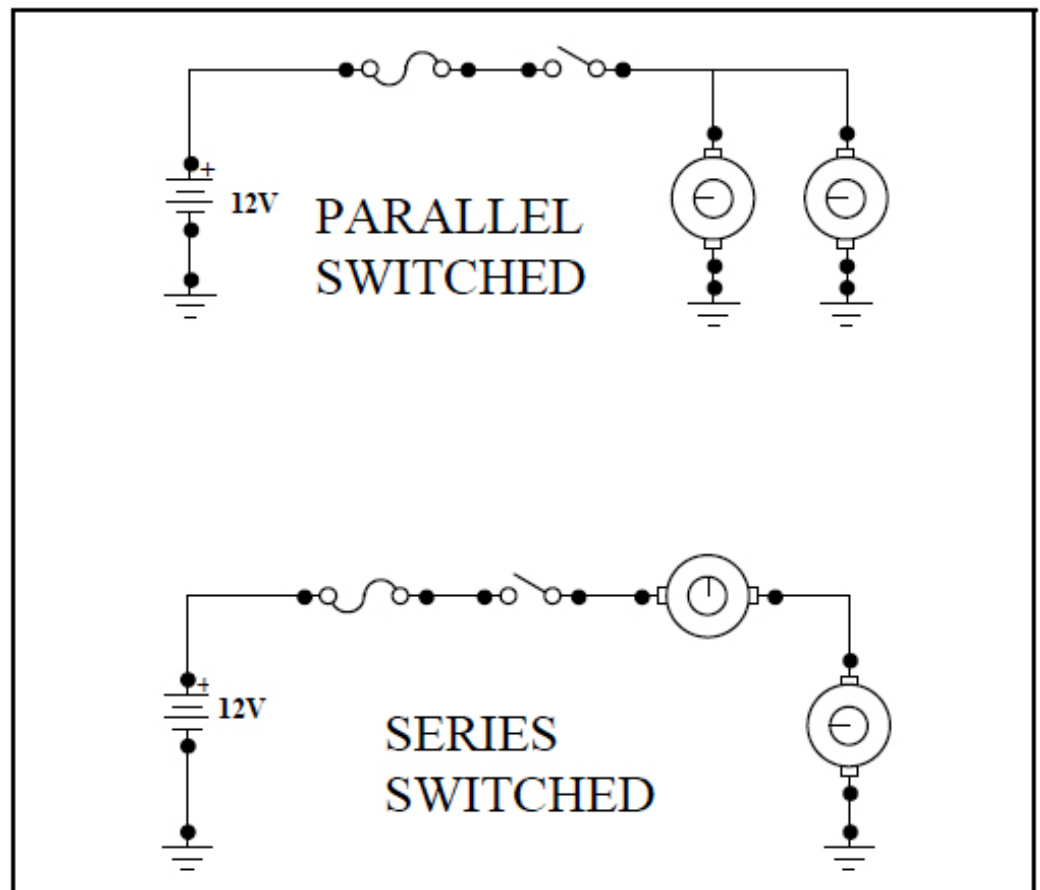 +
12V
PARALLEL
SWITCHED
+
12V
SERIES
SWITCHED